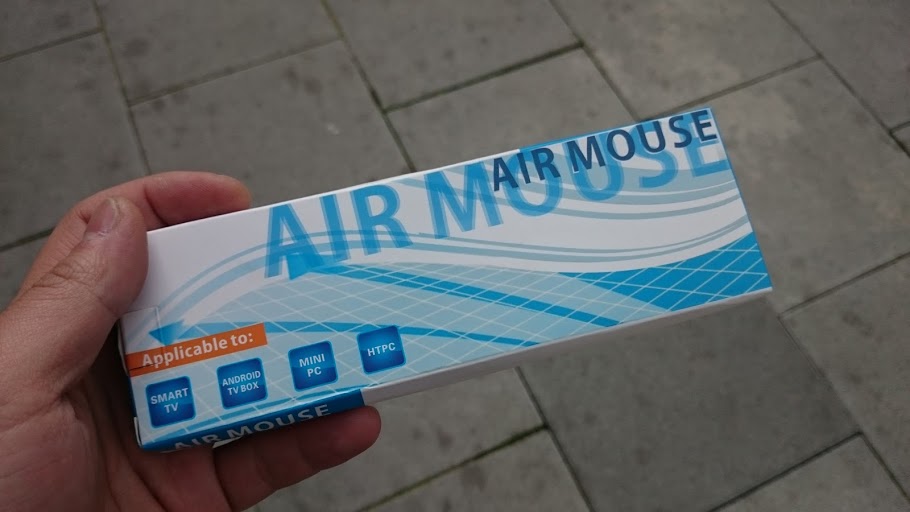 AIR MOUSE
AIR MOUSE
Applicable to:
SMART
TV
ANDROID
TV BOX
MINI
PC
HTPC
AIR MOUSE